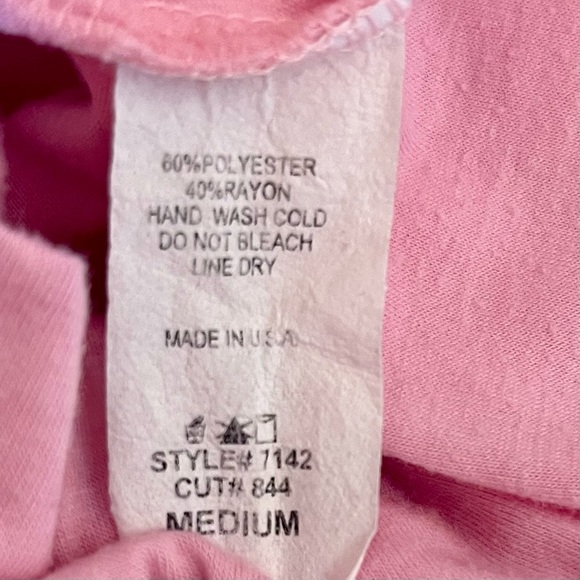 60%POLYESTER
40%RAYON
HAND WASH COLD
DO NOT BLEACH
LINE DRY
MADE IN U.S.A.
STYLE# 7142
CUT# 844
MEDIUM